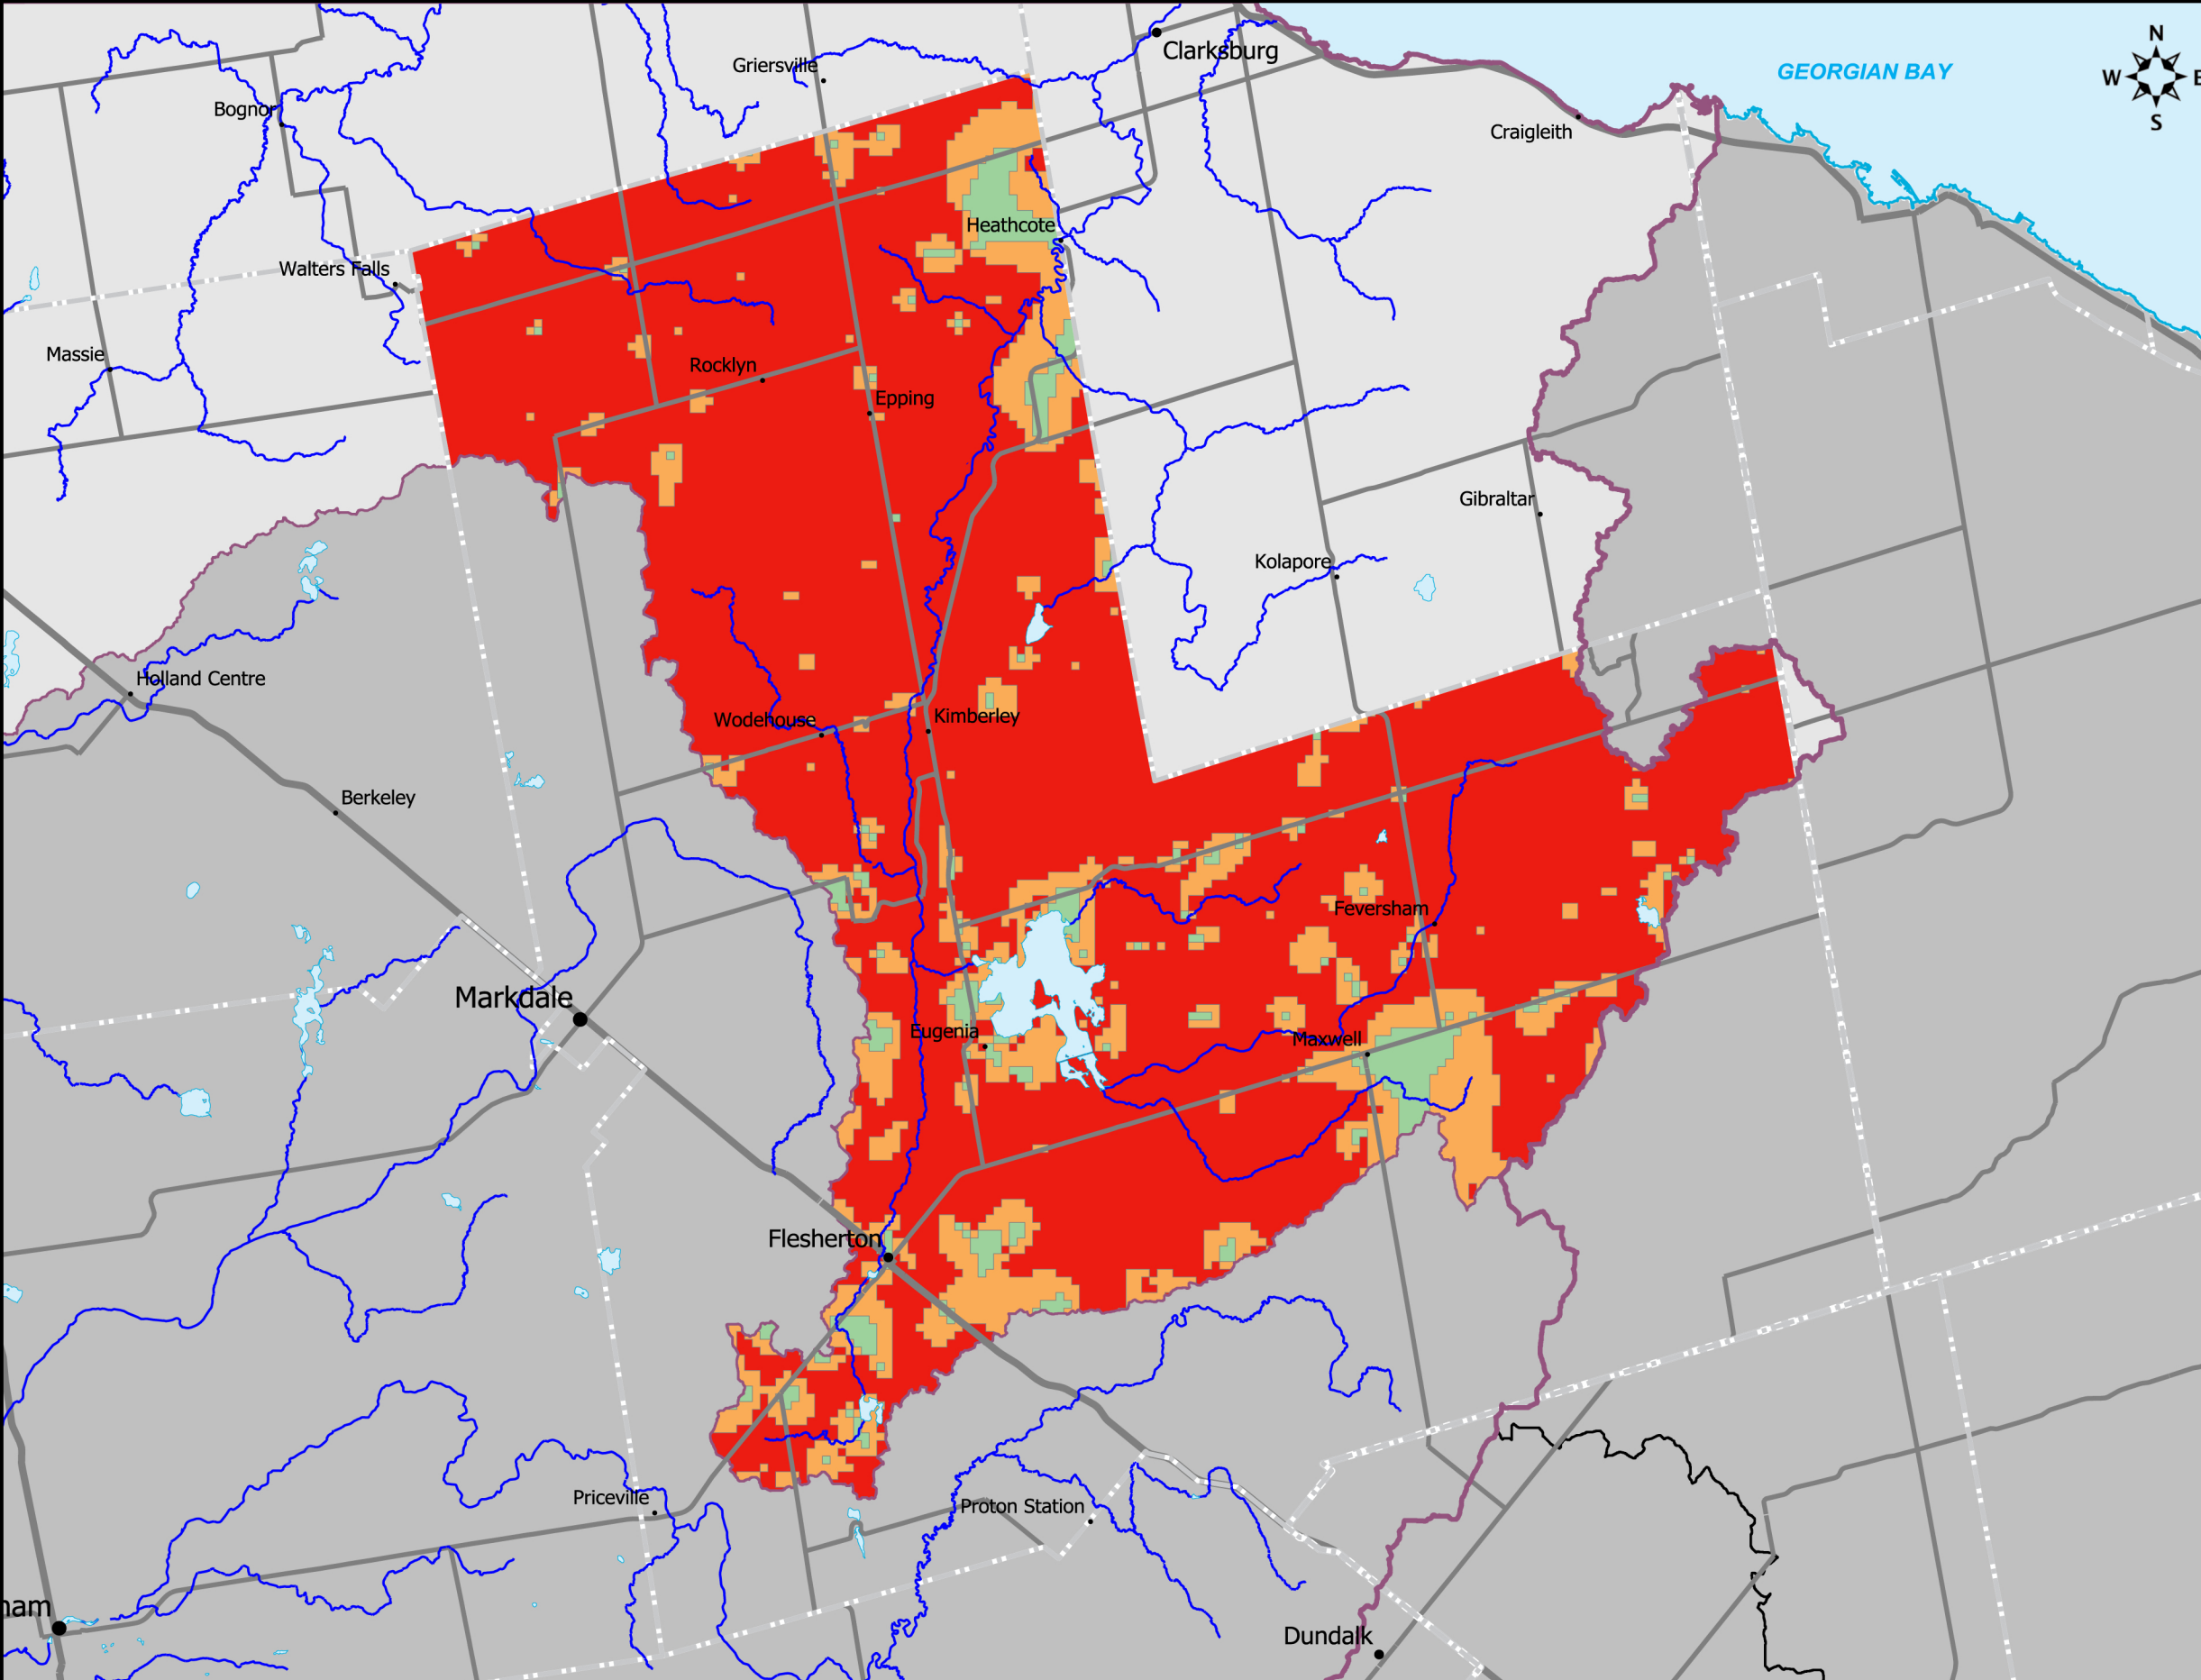 Clarksburg
N
Griersville
GEORGIAN BAY
W
E
Bognor
S
Craigleith
Heathcote
Walters Falls
Massie
Rocklyn
Epping
Gibraltar
Kolapore
Holland Centre
Wodehouse
Kimberley
Berkeley
Feversham
Markdale
Eugenia
Maxwell
Flesherton
Priceville
Proton Station
ham
Dundalk